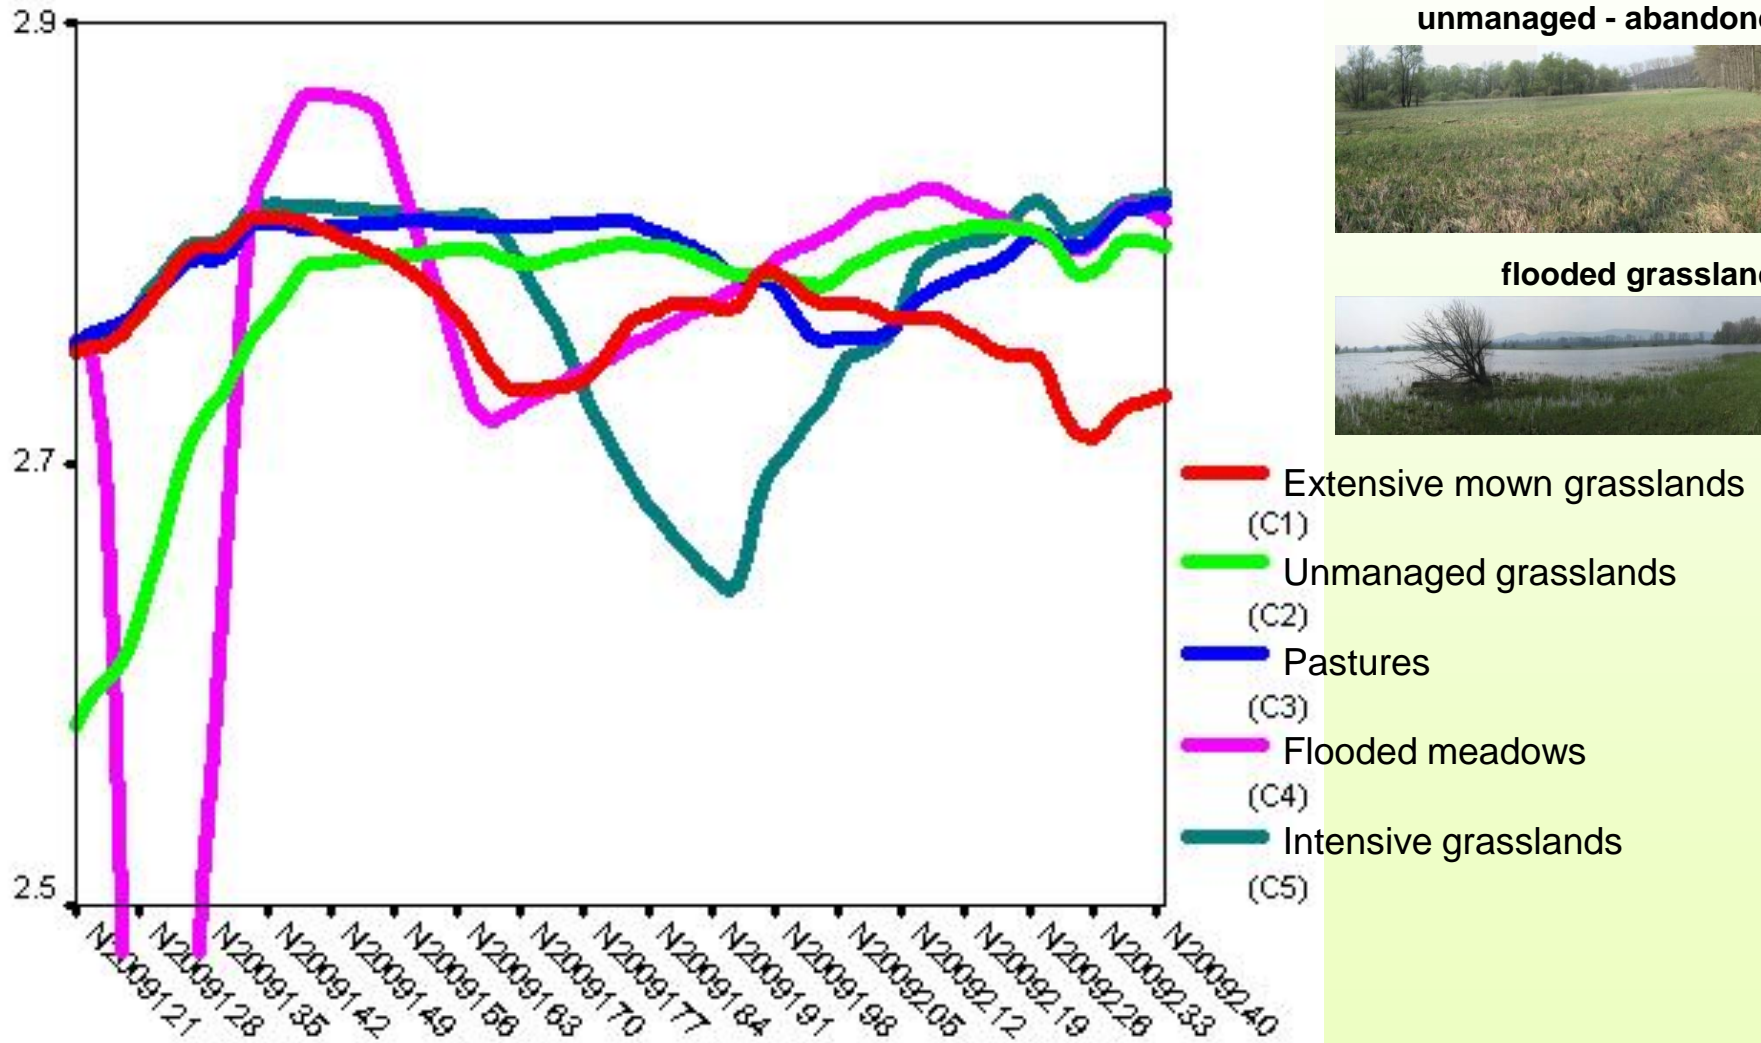 2.9
2.7
2.5
N2009121
N2009128
N2009135
N2009142
N2009149
N2009156
N2009163
N2009170
N2009177
N2009184
N2009191
N2009198
N2009205
N2009212
N2009219
N2009226
N2009233
N2009240
unmanaged - abandone
flooded grasslan
Extensive mown grasslands
(C1)
Unmanaged grasslands
(C2)
Pastures
(C3)
Flooded meadows
(C4)
Intensive grasslands
(C5)